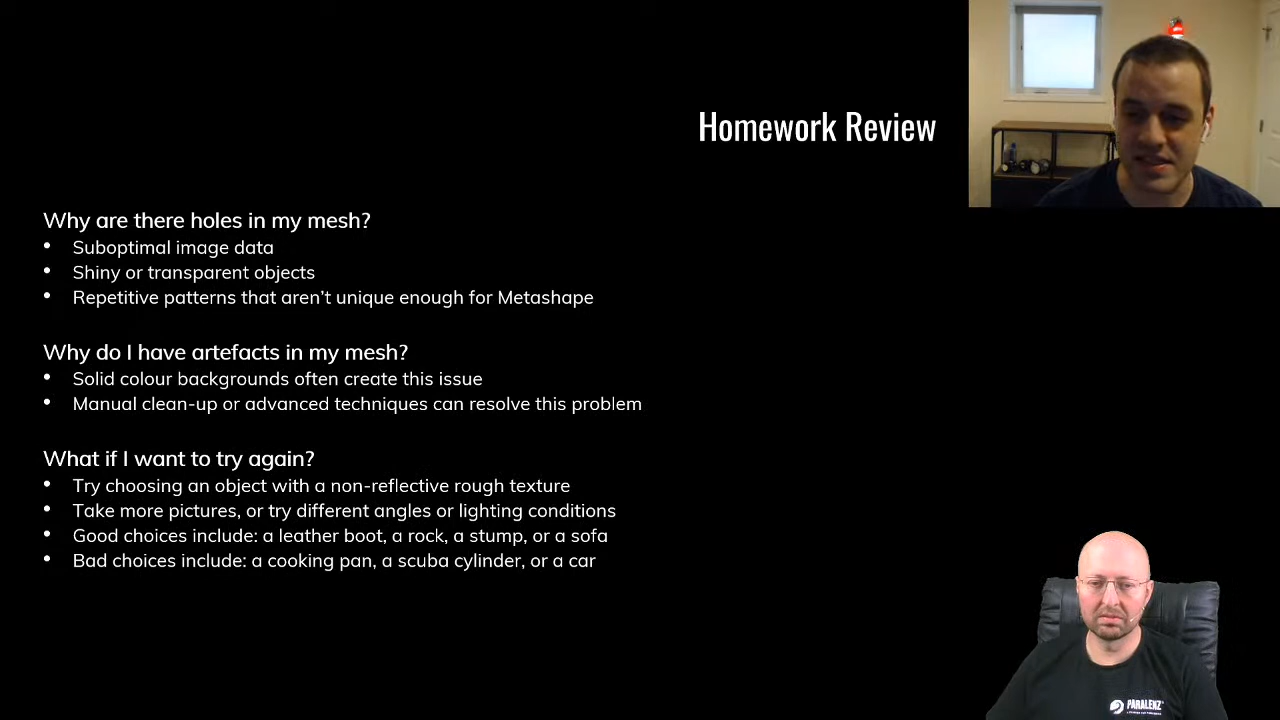 Homework Review
Why are there holes in my mesh?
• Suboptimal image data
• Shiny or transparent objects
• Repetitive patterns that aren't unique enough for Metashape
Why do I have artefacts in my mesh?
• Solid colour backgrounds often create this issue
• Manual clean-up or advanced techniques can resolve this problem
What if I want to try again?
• Try choosing an object with a non-reflective rough texture
• Take more pictures, or try different angles or lighting conditions
• Good choices include: a leather boot, a rock, a stump, or a sofa
• Bad choices include: a cooking pan, a scuba cylinder, or a car
PARALENZ